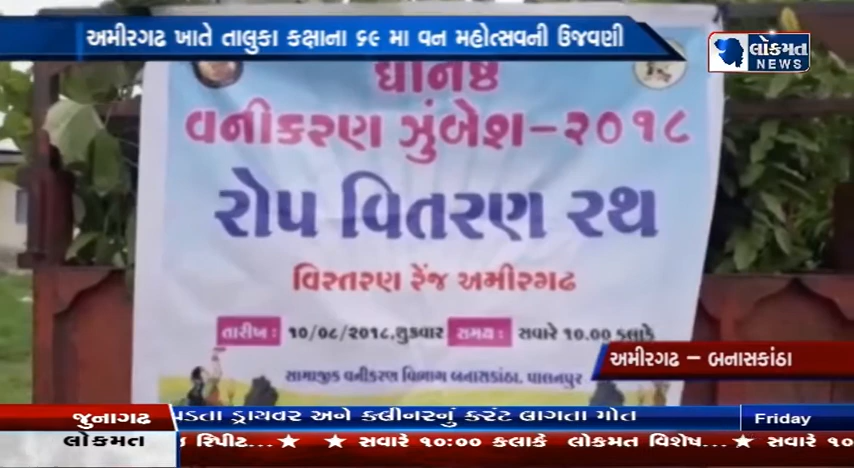 અમીરગઢ ખાતે તાલુકા કક્ષાના ૬૯ મા વન મહોત્સવની ઉજવણી
લોકમત
NEWS
ઘનિષ્ઠ
વનીકરણ ઝુંબેશ-૨૦૧૮
રોપ વિતરણ રથ
વિસ્તરણ રેંજ અમીરગઢ
તારીખ: ૧૦/૦૮/૨૦૧૮,શુક્રવાર સમય: સવારે ૧૦.૦૦ કલાકે
સામાજીક વનીકરણ વિભાગ બનાસકાંઠા, પાલનપુર
અમીરગઢ - બનાસકાંઠા
જુનાગઢ પડતા ડ્રાયવર અને ક્લીનરનું કરંટ લાગતા મોત Friday
લોકમત રિપીટ...★ ★ સવારે ૧૦:૦૦ કલાકે લોકમત વિશેષ...★ ★ સવારે ૧૦